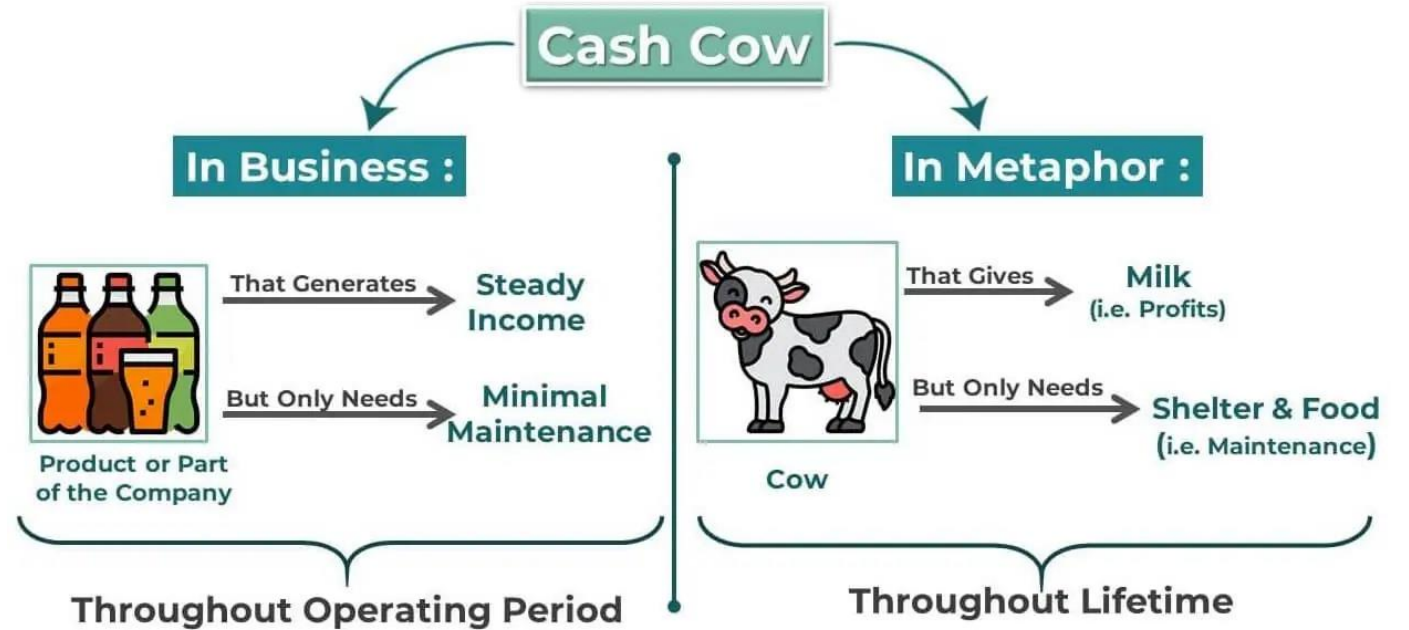 Cash Cow
In Business :
That Generates
Steady
Income
But Only Needs
Minimal
Maintenance
Product or Part
of the Company
Throughout Operating Period
In Metaphor :
That Gives
Milk
(i.e. Profits)
But Only Needs
Shelter & Food
(i.e. Maintenance)
Cow
Throughout Lifetime